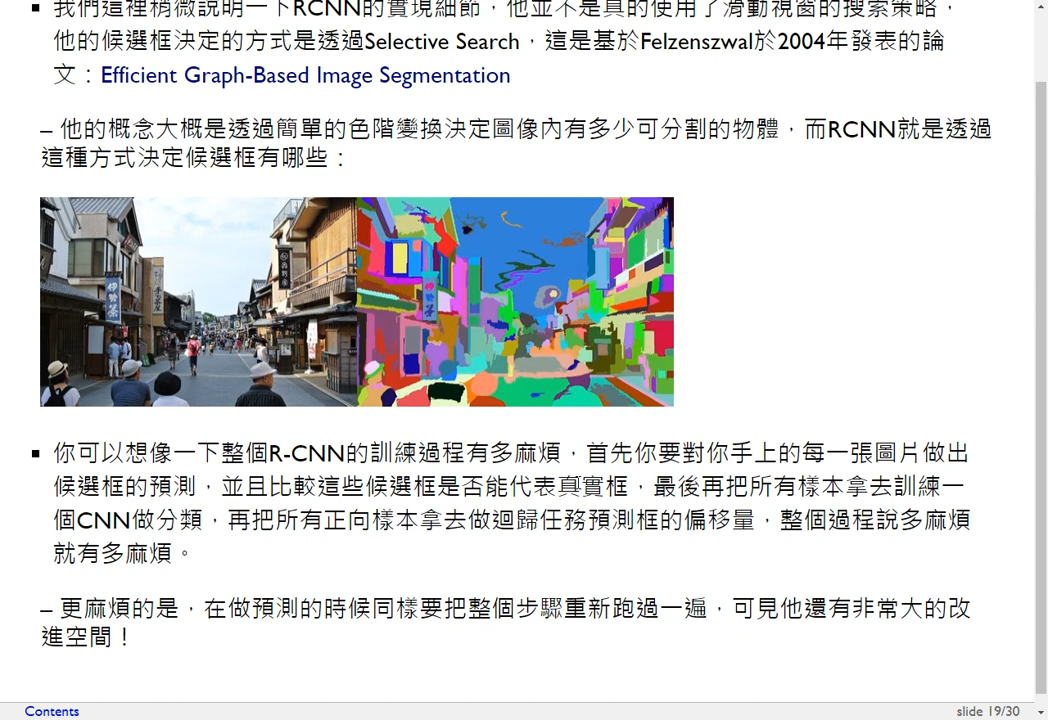 ▪ 我們這裡稍微說明一下RCNN的實現細節，他並不是真的使用了滑動視窗的搜索策略，
他的候選框決定的方式是透過Selective Search，這是基於Felzenszwal於2004年發表的論
文：Efficient Graph-Based Image Segmentation
– 他的概念大概是透過簡單的色階變換決定圖像內有多少可分割的物體，而RCNN就是透過
這種方式決定候選框有哪些：
伊勢茶
▪ 你可以想像一下整個R-CNN的訓練過程有多麻煩，首先你要對你手上的每一張圖片做出
候選框的預測，並且比較這些候選框是否能代表真實框，最後再把所有樣本拿去訓練一
個CNN做分類，再把所有正向樣本拿去做迴歸任務預測框的偏移量，整個過程說多麻煩
就有多麻煩。
– 更麻煩的是，在做預測的時候同樣要把整個步驟重新跑過一遍，可見他還有非常大的改
進空間！
Contents
slide 19/30